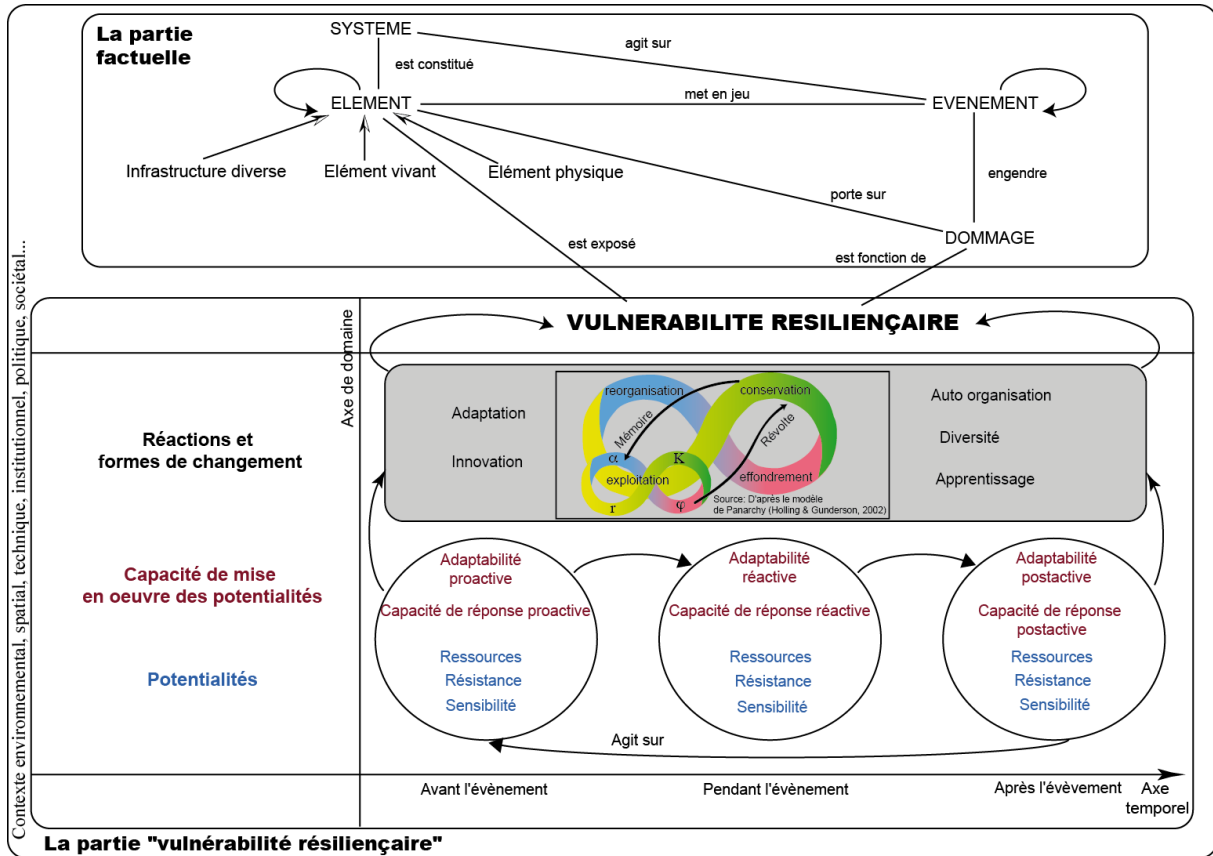 La partie
factuelle
SYSTEME
agit sur
est constitué
ELEMENT
met en jeu
EVENEMENT
Infrastructure diverse
Elément vivant
Elément physique
engendre
porte sur
DOMMAGE
est exposé
est fonction de
Contexte environnemental, spatial, technique, institutionnel, politique, sociétal...
Axe de domaine
VULNERABILITE RESILIENÇAIRE
Réactions et
formes de changement
Adaptation
Innovation
reorganisation
conservation
Mémoire
Révolte
α
K
exploitation
effondrement
r
φ
Source: D'après le modèle
de Panarchy (Holling & Gunderson, 2002)
Auto organisation
Diversité
Apprentissage
Capacité de mise
en oeuvre des potentialités
Adaptabilité
proactive
Capacité de réponse proactive
Adaptabilité
réactive
Capacité de réponse réactive
Adaptabilité
postactive
Capacité de réponse
postactive
Potentialités
Ressources
Résistance
Sensibilité
Ressources
Résistance
Sensibilité
Ressources
Résistance
Sensibilité
Agit sur
Avant l'évènement
Pendant l'évènement
Après l'évèvement
Axe
temporel
La partie "vulnérabilité résiliençaire"